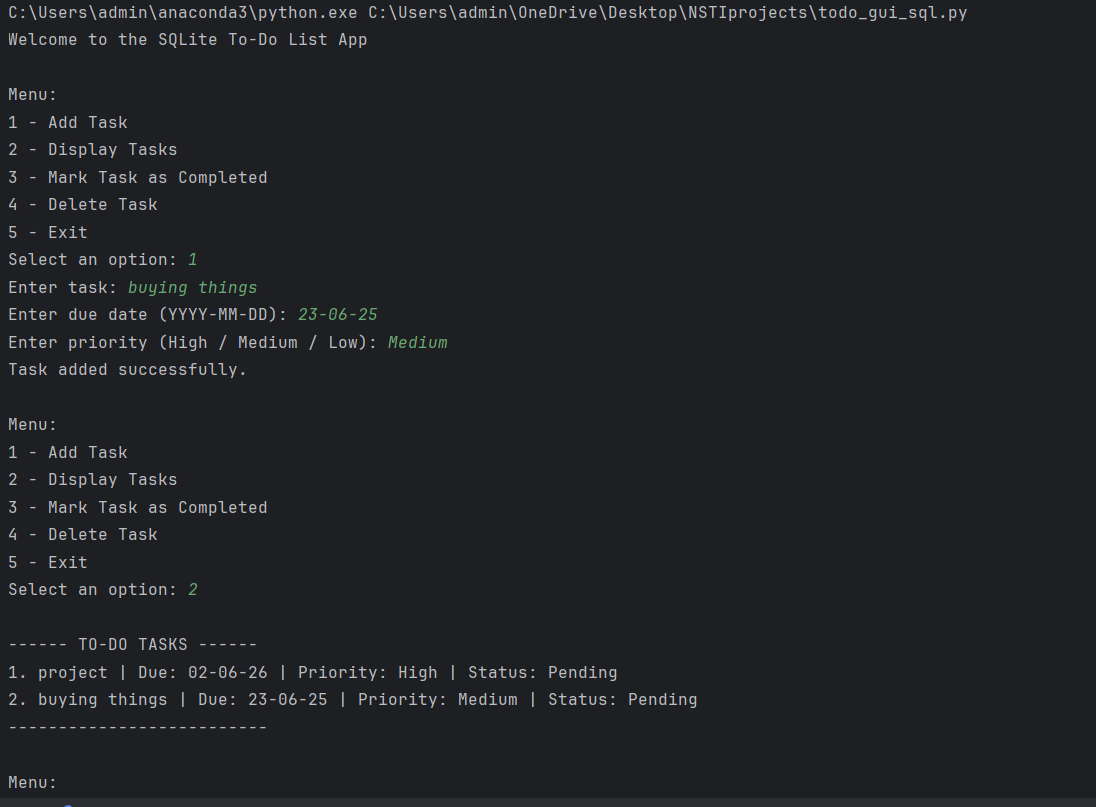 C:\Users\admin\anaconda3\python.exe C:\Users\admin\OneDrive\Desktop\NSTIprojects\todo_gui_sql.py
Welcome to the SQLite To-Do List App

Menu:
1 - Add Task
2 - Display Tasks
3 - Mark Task as Completed
4 - Delete Task
5 - Exit
Select an option: 1
Enter task: buying things
Enter due date (YYYY-MM-DD): 23-06-25
Enter priority (High / Medium / Low): Medium
Task added successfully.

Menu:
1 - Add Task
2 - Display Tasks
3 - Mark Task as Completed
4 - Delete Task
5 - Exit
Select an option: 2

------ TO-DO TASKS ------
1. project | Due: 02-06-26 | Priority: High | Status: Pending
2. buying things | Due: 23-06-25 | Priority: Medium | Status: Pending
--------------------------

Menu: